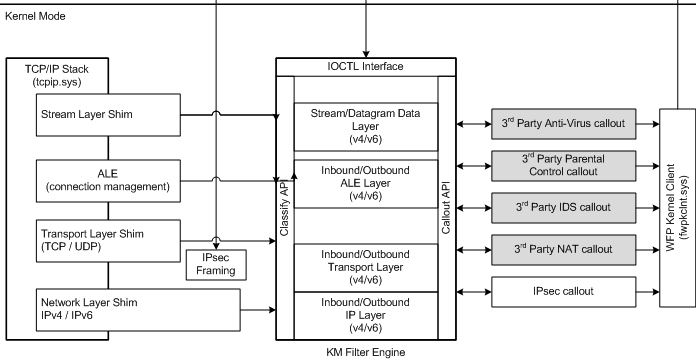 Kernel Mode
TCP/IP Stack
(tcpip.sys)
Stream Layer Shim
ALE
(connection management)
Transport Layer Shim
(TCP / UDP)
IPsec
Framing
Network Layer Shim
IPv4 / IPv6
IOCTL Interface
Classify API
Stream/Datagram Data
Layer
(v4/v6)
Inbound/Outbound
ALE Layer
(v4/v6)
Inbound/Outbound
Transport Layer
(v4/v6)
Inbound/Outbound
IP Layer
(v4/v6)
Callout API
KM Filter Engine
3rd Party Anti-Virus callout
3rd Party Parental
Control callout
3rd Party IDS callout
3rd Party NAT callout
IPsec callout
WFP Kernel Client
(fwpkclnt.sys)